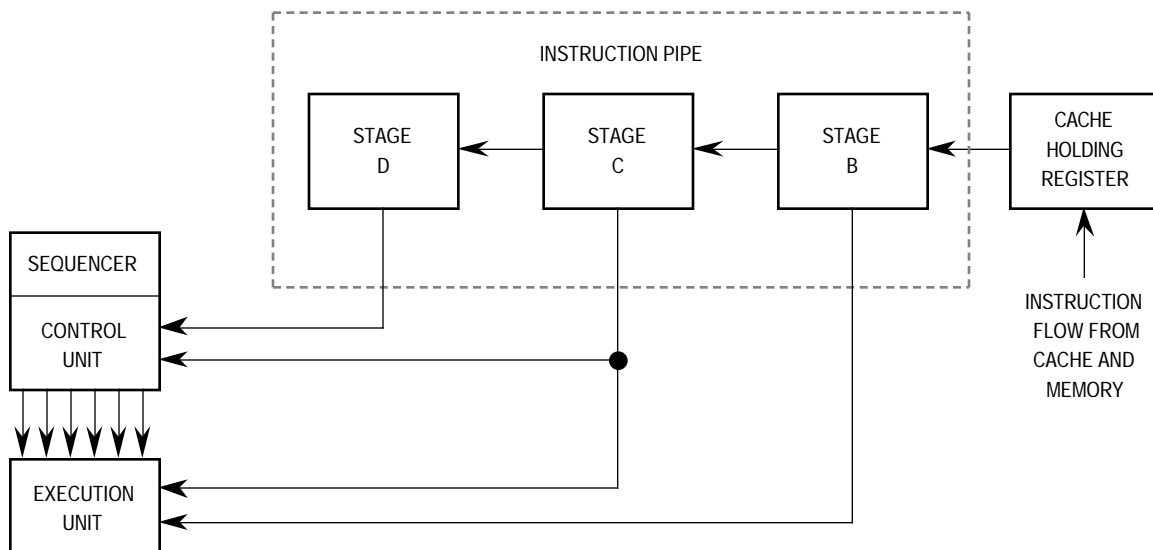 INSTRUCTION PIPE
STAGE
D
STAGE
C
STAGE
B
CACHE
HOLDING
REGISTER
SEQUENCER
CONTROL
UNIT
INSTRUCTION
FLOW FROM
CACHE AND
MEMORY
EXECUTION
UNIT